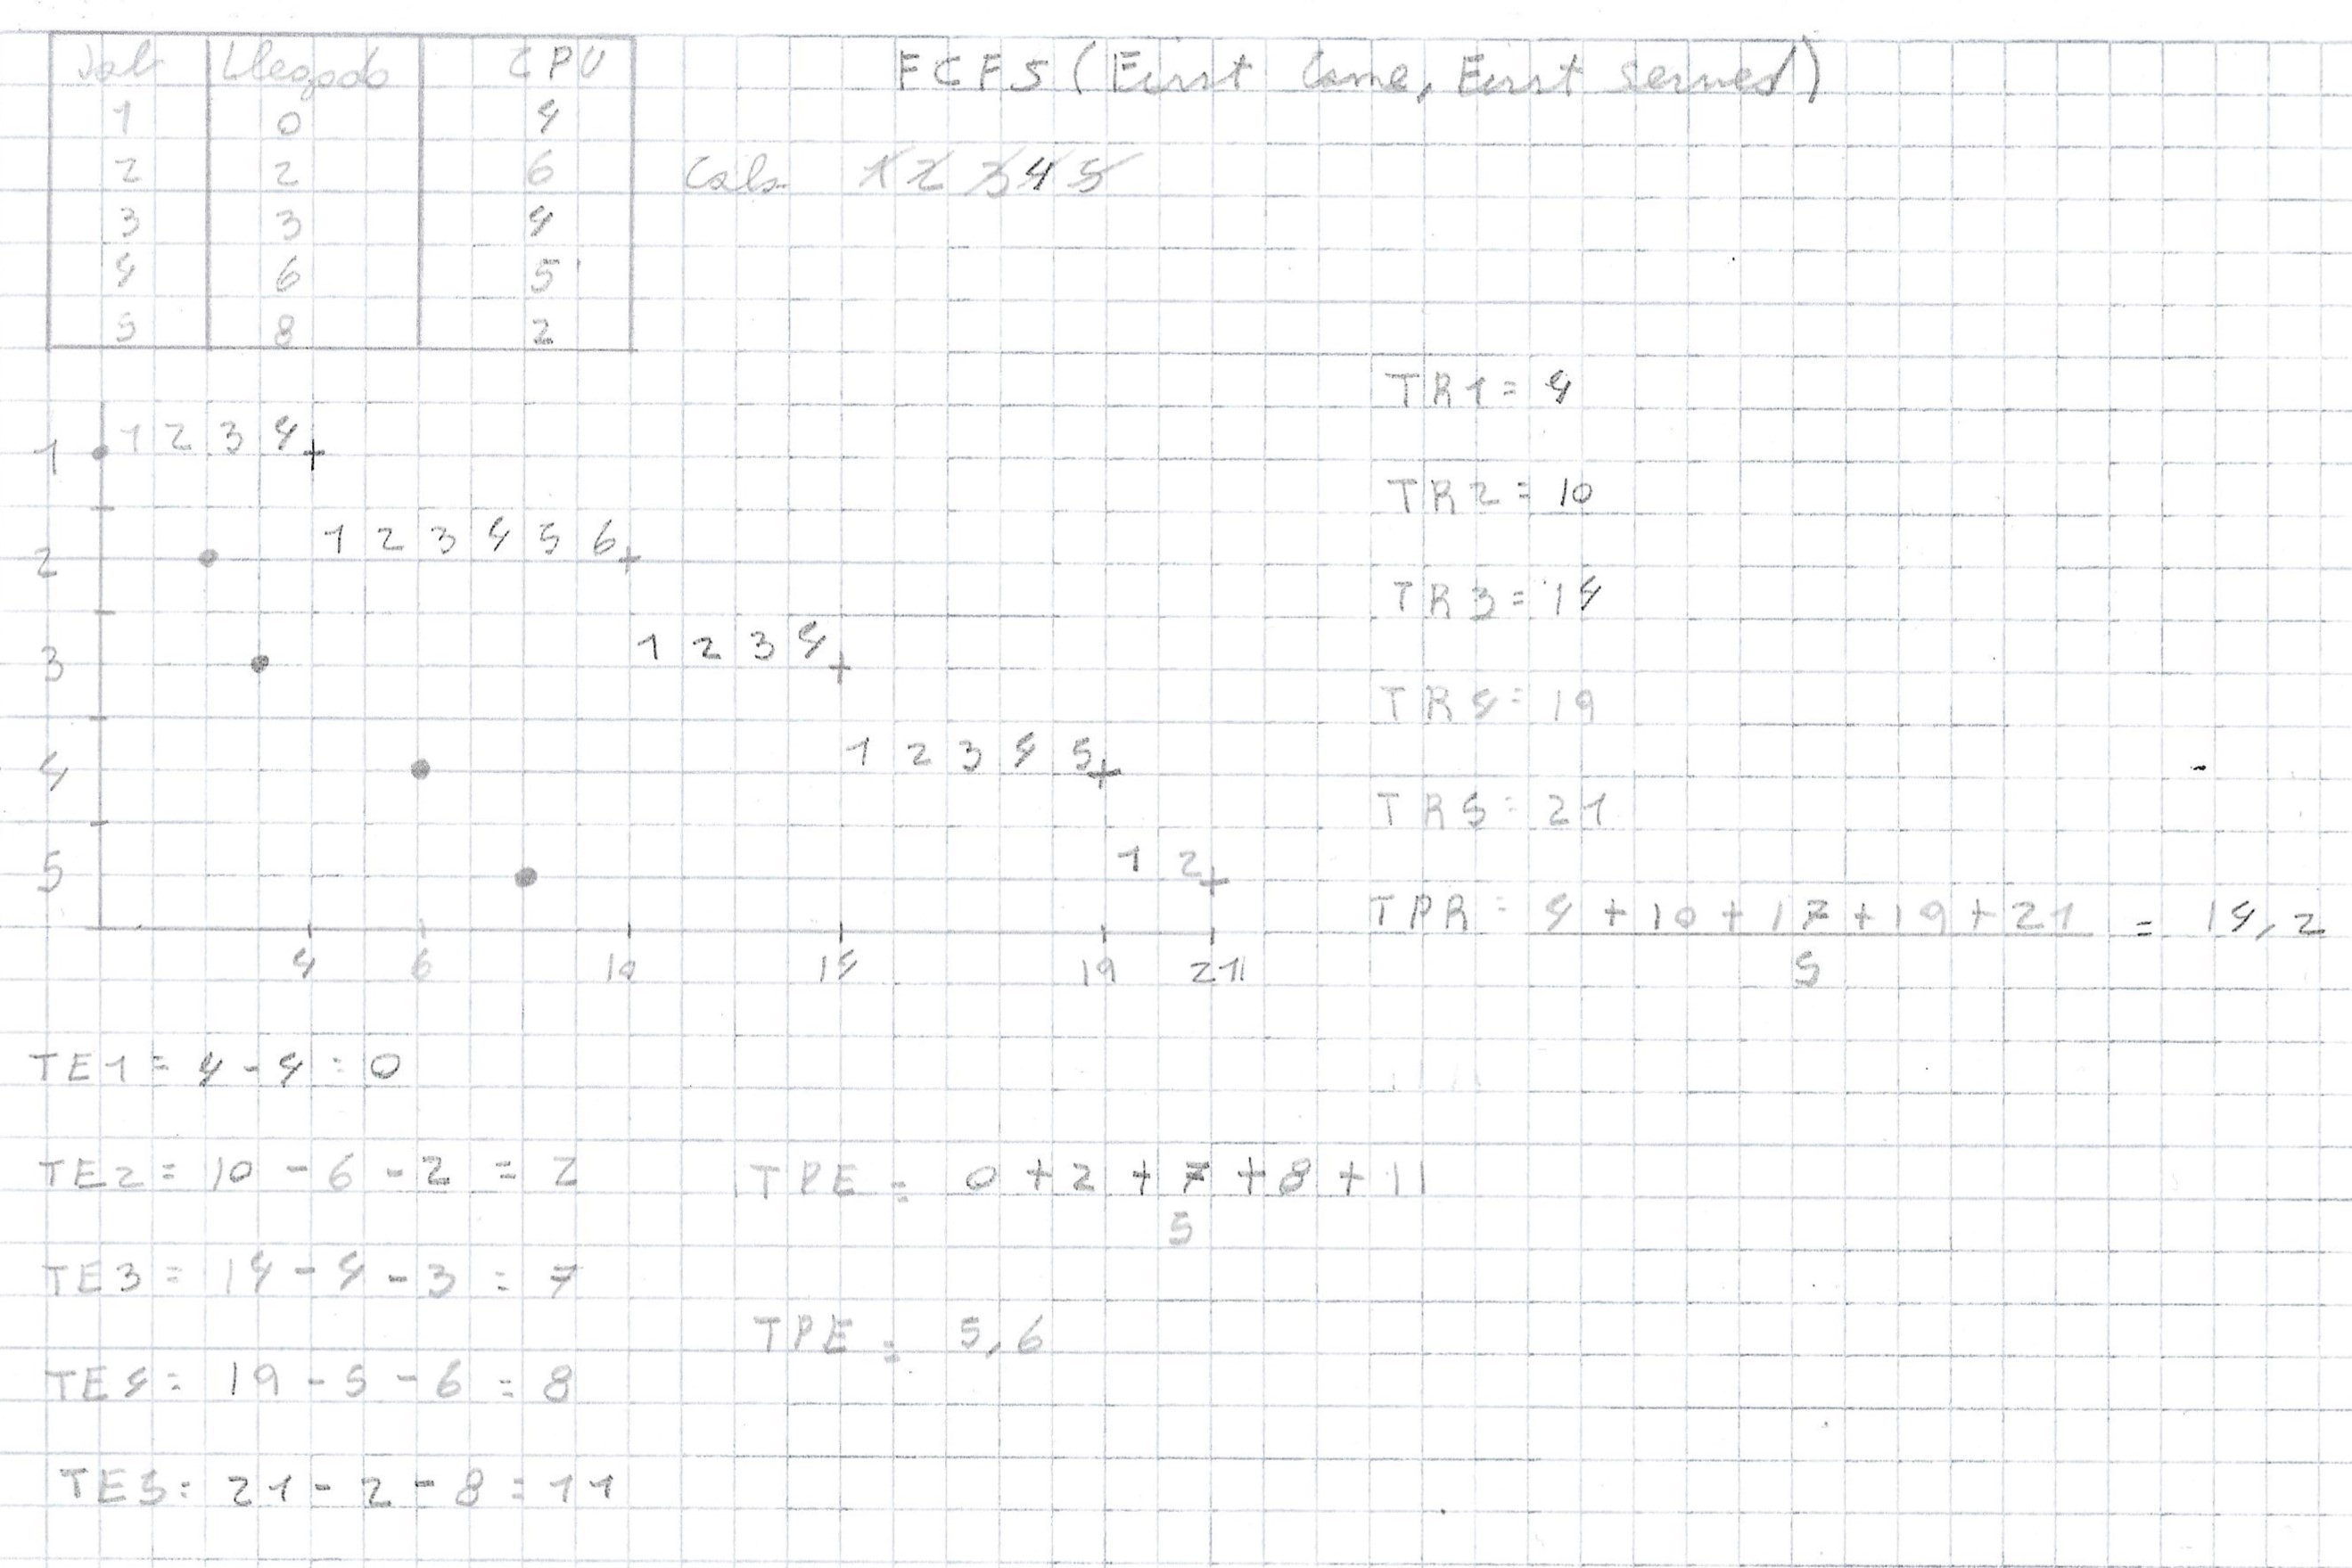 Job Llegada CPU
1 0 4
2 2 6
3 3 4
4 6 5
5 8 2
FCFS (First Come, First Served)
Cola 1 2 3 4 5
1 1 2 3 4
2 1 2 3 4 5 6
3 1 2 3 4
4 1 2 3 4 5
5 1 2
4 6 10 14 19 21
TR1 = 4
TR2 = 10
TR3 = 14
TR4 = 19
TR5 = 21
TPR = 4 + 10 + 17 + 19 + 21 = 14,2
5
TE1 = 4 - 4 = 0
TE2 = 10 - 6 - 2 = 2
TE3 = 14 - 4 - 3 = 7
TE4 = 19 - 5 - 6 = 8
TE5 = 21 - 2 - 8 = 11
TPE = 0 + 2 + 7 + 8 + 11
5
TPE = 5,6